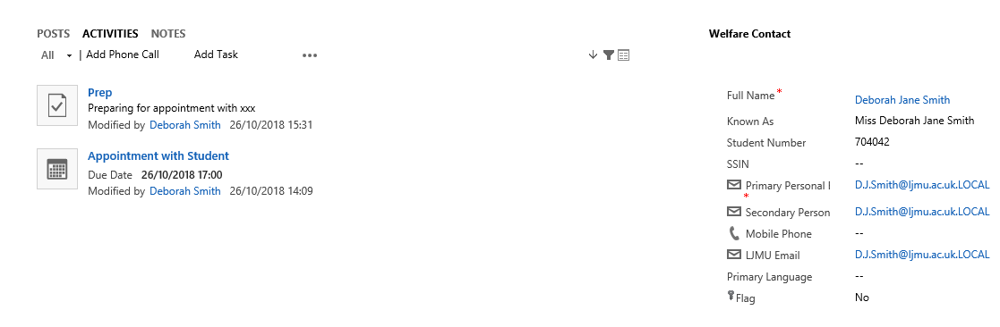 POSTS ACTIVITIES NOTES
All | Add Phone Call Add Task
Prep
Preparing for appointment with xxx
Modified by Deborah Smith 26/10/2018 15:31
Appointment with Student
Due Date 26/10/2018 17:00
Modified by Deborah Smith 26/10/2018 14:09
Welfare Contact
Full Name * Deborah Jane Smith
Known As Miss Deborah Jane Smith
Student Number 704042
SSIN --
Primary Personal I D.J.Smith@ljmu.ac.uk.LOCAL
*
Secondary Person D.J.Smith@ljmu.ac.uk.LOCAL
Mobile Phone --
LJMU Email D.J.Smith@ljmu.ac.uk.LOCAL
Primary Language --
Flag No